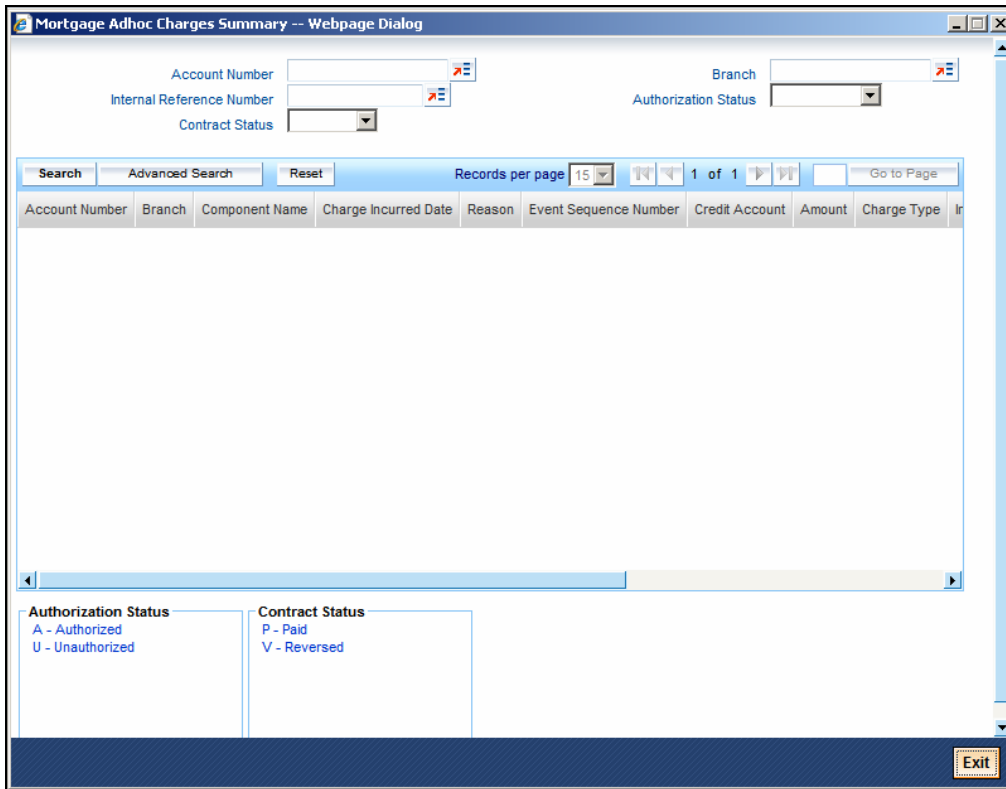 Mortgage Adhoc Charges Summary -- Webpage Dialog
Account Number
Branch
Internal Reference Number
Authorization Status
Contract Status
Search Advanced Search Reset Records per page 15 1 of 1 Go to Page
Account Number Branch Component Name Charge Incurred Date Reason Event Sequence Number Credit Account Amount Charge Type
Authorization Status
A - Authorized
U - Unauthorized
Contract Status
P - Paid
V - Reversed
Exit